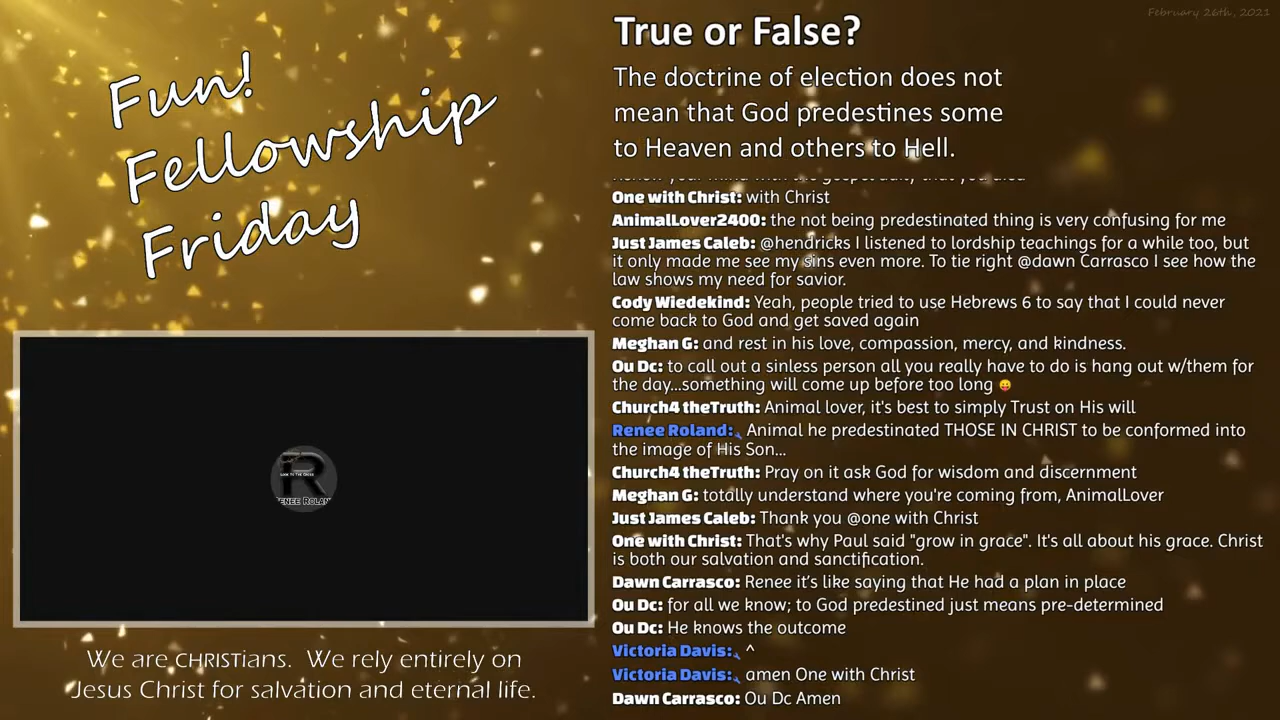 February 26th, 2021
Fun!
Fellowship
Friday
True or False?
The doctrine of election does not
mean that God predestines some
to Heaven and others to Hell.
One with Christ: with Christ
AnimalLover2400: the not being predestinated thing is very confusing for me
Just James Caleb: @hendricks I listened to lordship teachings for a while too, but
it only made me see my sins even more. To tie right @dawn Carrasco I see how the
law shows my need for savior.
Cody Wiedekind: Yeah, people tried to use Hebrews 6 to say that I could never
come back to God and get saved again
Meghan G: and rest in his love, compassion, mercy, and kindness.
Ou Dc: to call out a sinless person all you really have to do is hang out w/them for
the day...something will come up before too long 😛
Church4 theTruth: Animal lover, it's best to simply Trust on His will
Renee Roland: Animal he predestinated THOSE IN CHRIST to be conformed into
the image of His Son...
Church4 theTruth: Pray on it ask God for wisdom and discernment
Meghan G: totally understand where you're coming from, AnimalLover
Just James Caleb: Thank you @one with Christ
One with Christ: That's why Paul said "grow in grace". It's all about his grace. Christ
is both our salvation and sanctification.
Dawn Carrasco: Renee it's like saying that He had a plan in place
Ou Dc: for all we know; to God predestined just means pre-determined
Ou Dc: He knows the outcome
Victoria Davis: ^
Victoria Davis: amen One with Christ
Dawn Carrasco: Ou Dc Amen
R
LOOK TO THE CROSS
RENEE ROLAN
We are CHRISTians. We rely entirely on
Jesus Christ for salvation and eternal life.